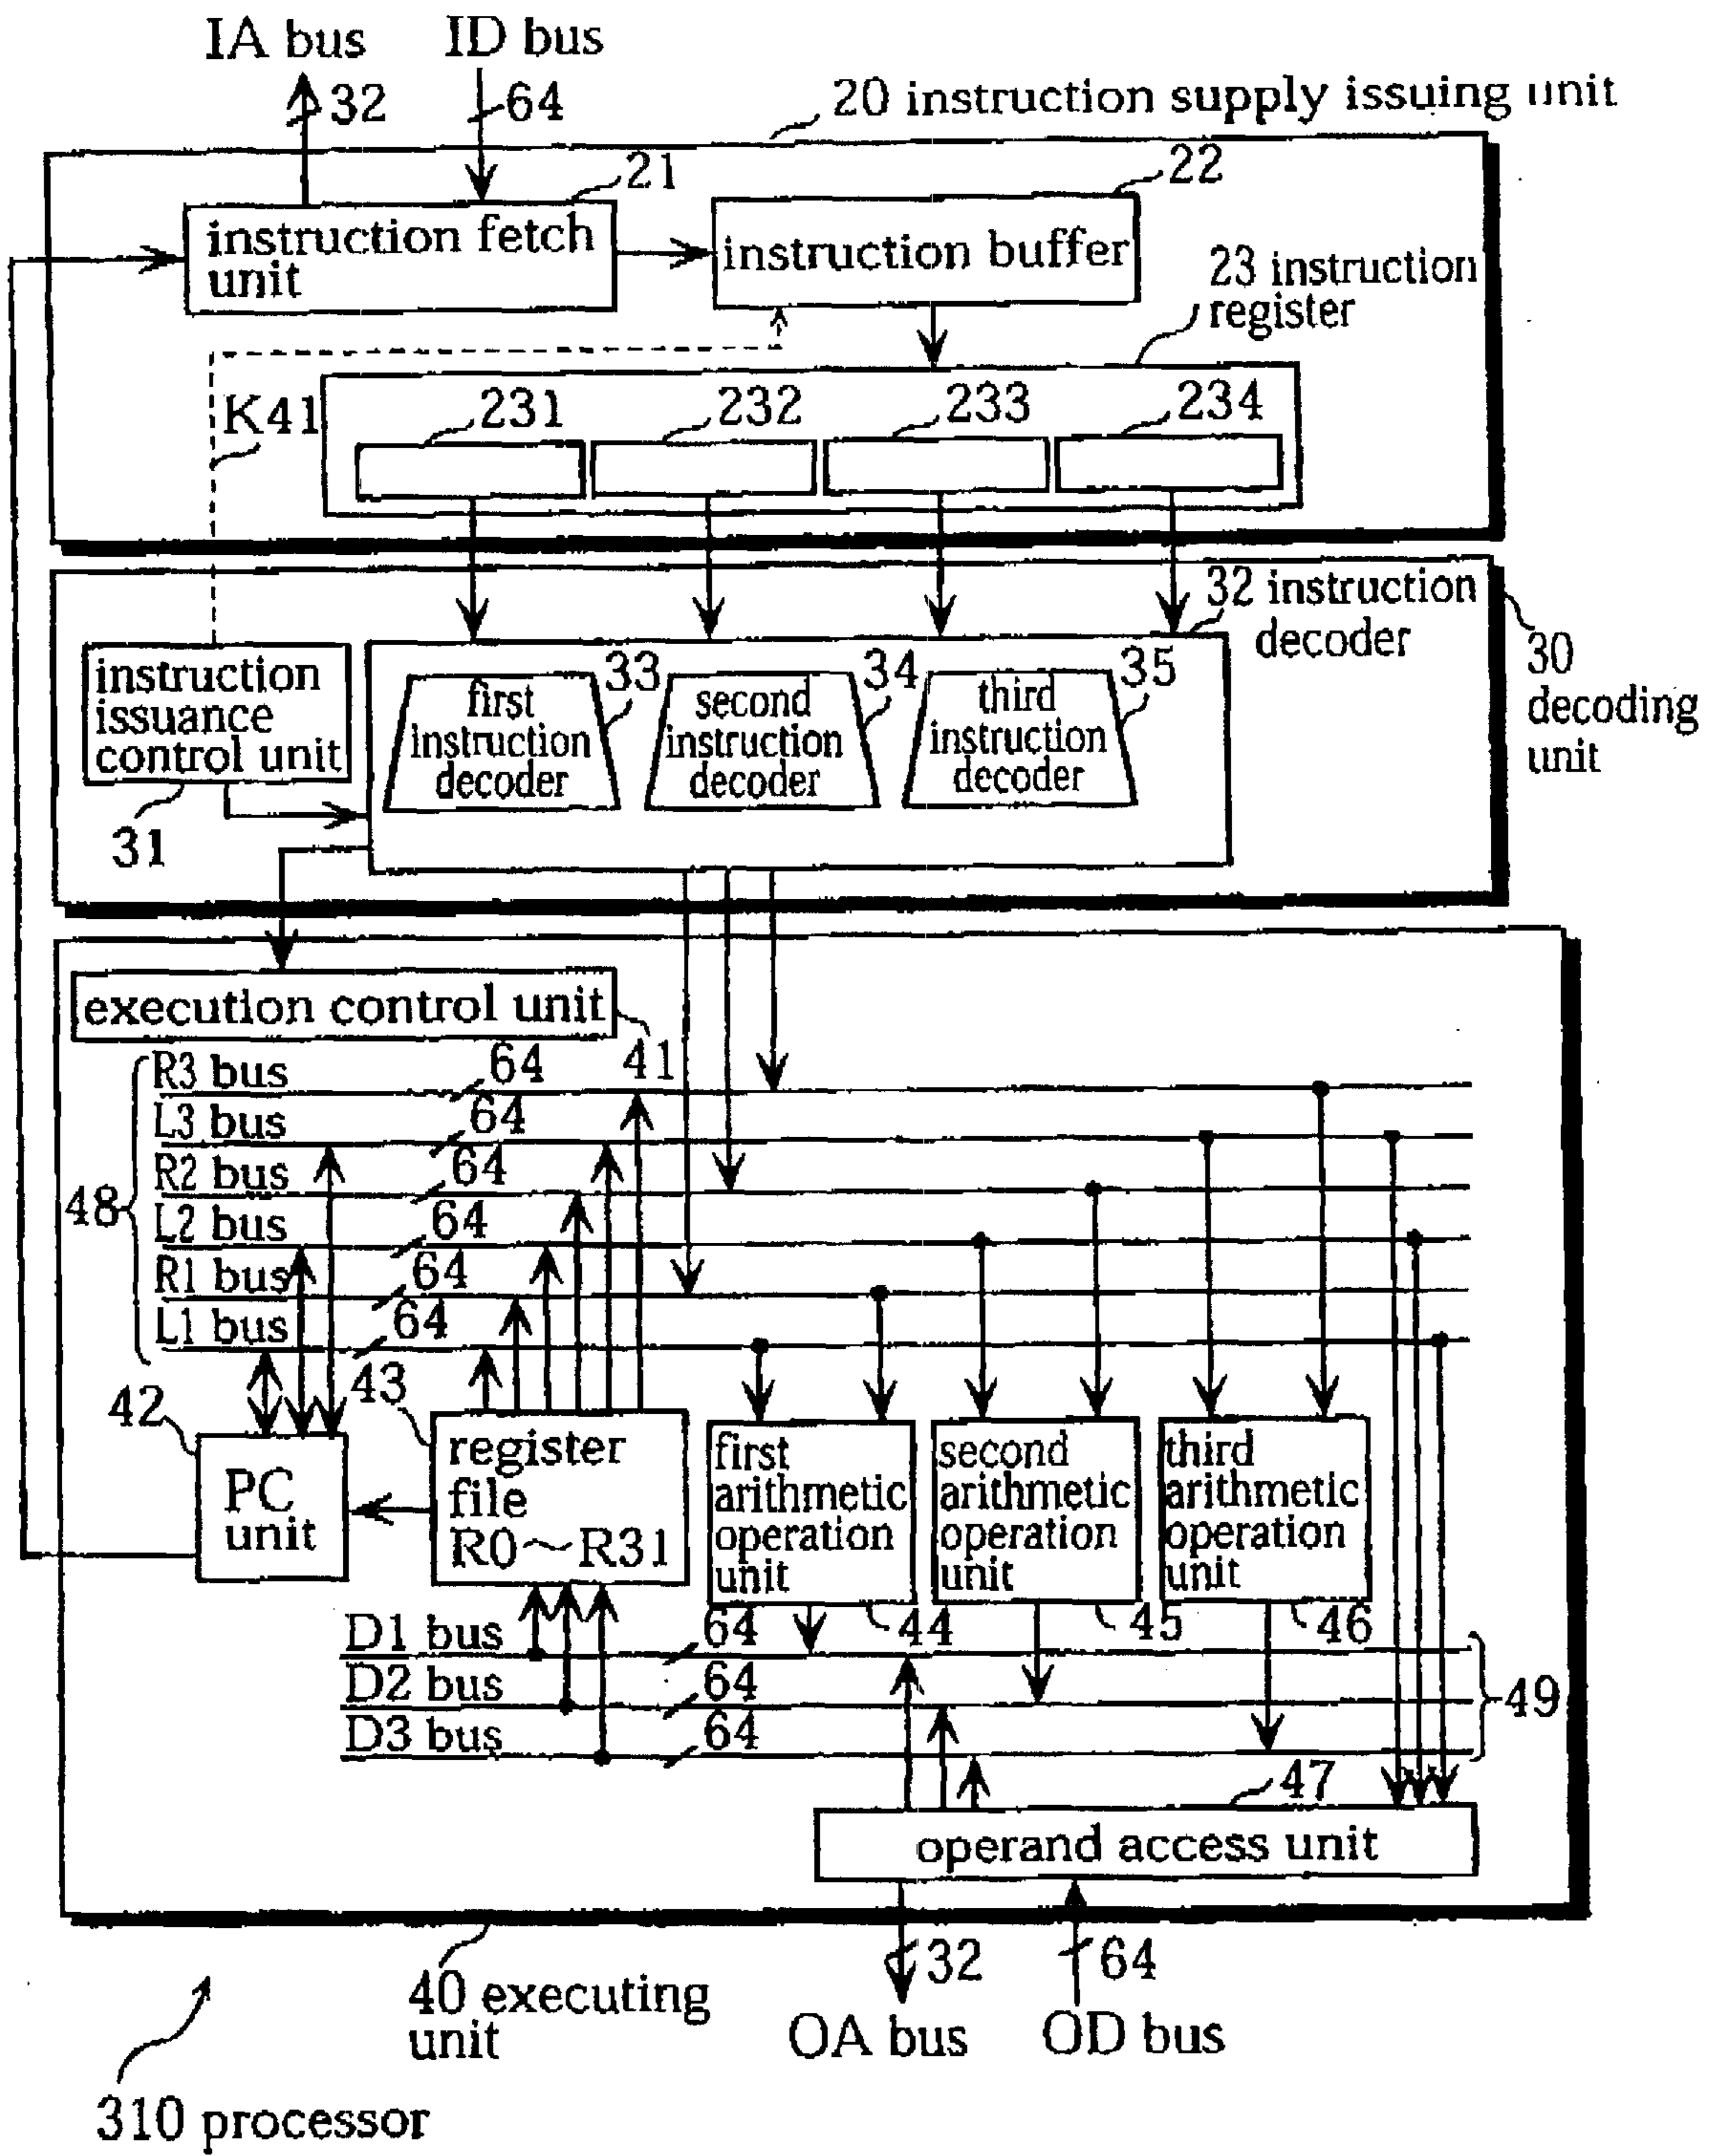 IA bus
ID bus
32
64
20 instruction supply issuing unit
21
22
instruction fetch
unit
instruction buffer
23 instruction
register
K41
231
232
233
234
32 instruction
decoder
30
decoding
unit
instruction
issuance
control unit
31
first
instruction
decoder
33
second
instruction
decoder
34
third
instruction
decoder
35
execution control unit
41
48
R3 bus
64
L3 bus
64
R2 bus
64
L2 bus
64
R1 bus
64
L1 bus
64
42
43
PC
unit
register
file
R0~R31
first
arithmetic
operation
unit
44
second
arithmetic
operation
unit
45
third
arithmetic
operation
unit
46
D1 bus
64
D2 bus
64
D3 bus
64
49
47
operand access unit
32
64
OA bus
OD bus
40 executing
unit
310 processor